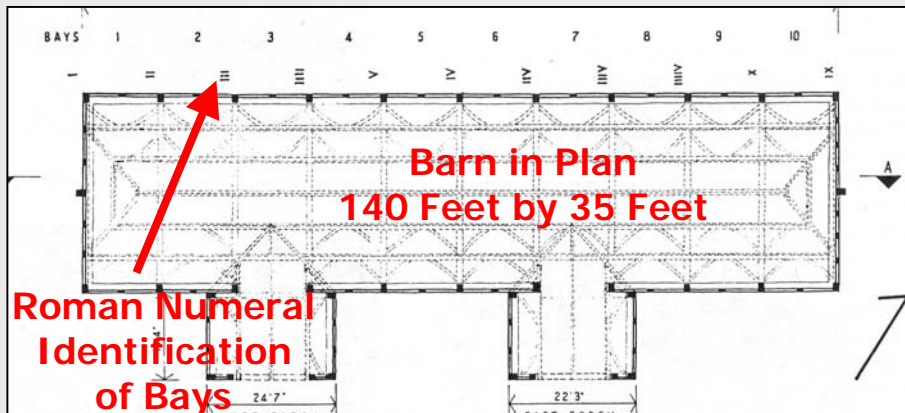 BAYS 1 2 3 4 5 6 7 8 9 10
I II III IIII V IV IIV IIIV IIIIV X IX
Barn in Plan
140 Feet by 35 Feet
A
Roman Numeral
Identification
of Bays
24'7"
22'3"